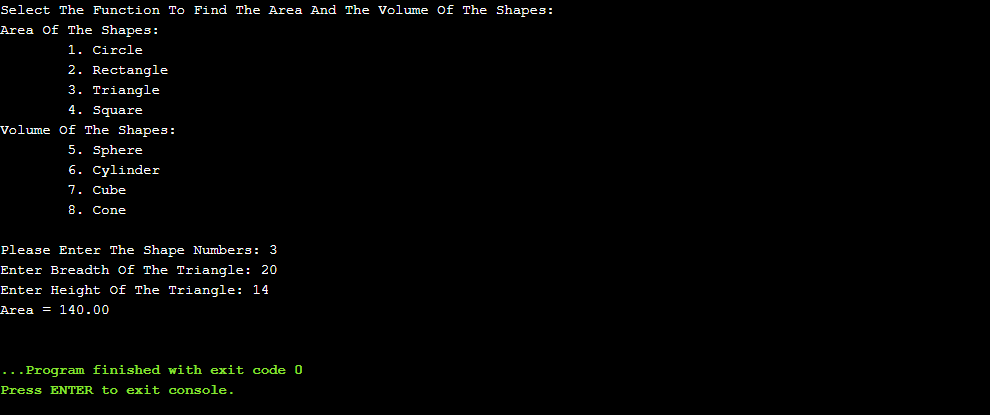 Select The Function To Find The Area And The Volume Of The Shapes:
Area Of The Shapes:
1. Circle
2. Rectangle
3. Triangle
4. Square
Volume Of The Shapes:
5. Sphere
6. Cylinder
7. Cube
8. Cone
Please Enter The Shape Numbers: 3
Enter Breadth Of The Triangle: 20
Enter Height Of The Triangle: 14
Area = 140.00
...Program finished with exit code 0
Press ENTER to exit console.